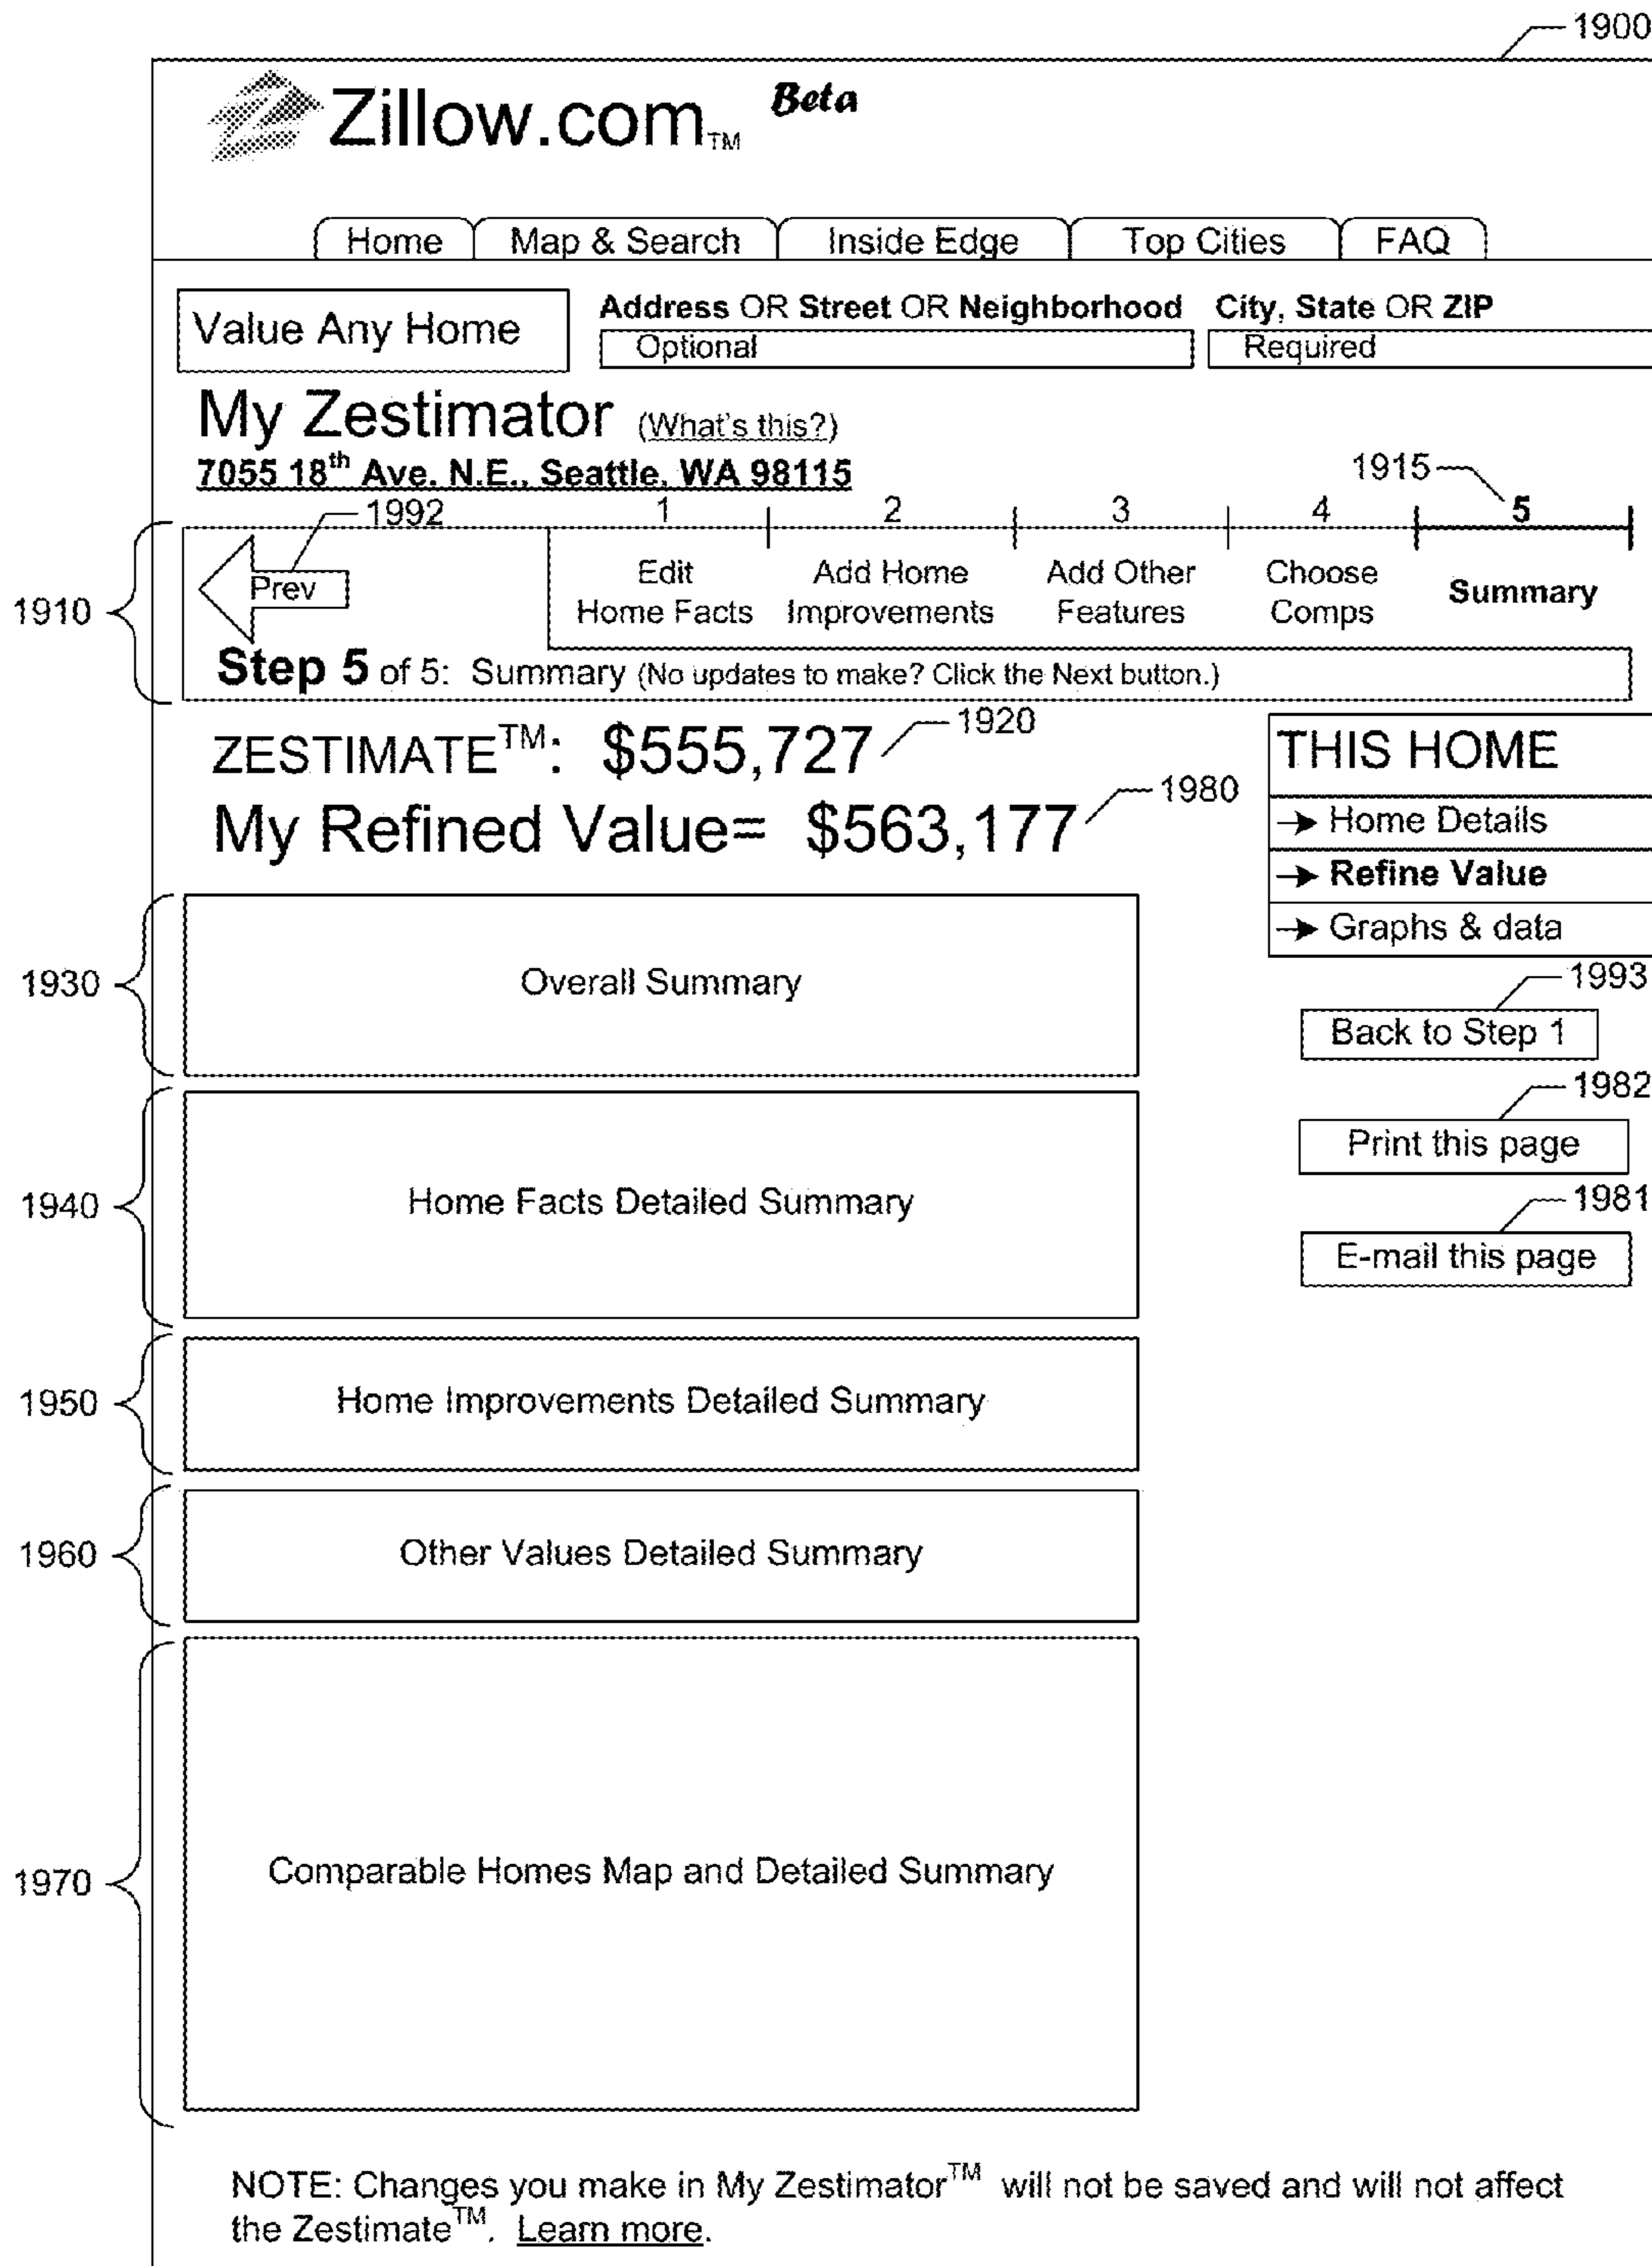 1900
Zillow.com TM Beta
Home Map & Search Inside Edge Top Cities FAQ
Value Any Home
Address OR Street OR Neighborhood City, State OR ZIP
Optional Required
My Zestimator (What's this?)
7055 18th Ave. N.E., Seattle, WA 98115
1915
1992 1 2 3 4 5
Prev
Edit Home Facts
Add Home Improvements
Add Other Features
Choose Comps
Summary
1910
Step 5 of 5: Summary (No updates to make? Click the Next button.)
ZESTIMATE™: $555,727 1920
My Refined Value= $563,177 1980
THIS HOME
→ Home Details
→ Refine Value
→ Graphs & data
1993
Back to Step 1
1982
Print this page
1981
E-mail this page
1930 Overall Summary
1940 Home Facts Detailed Summary
1950 Home Improvements Detailed Summary
1960 Other Values Detailed Summary
1970 Comparable Homes Map and Detailed Summary
NOTE: Changes you make in My Zestimator™ will not be saved and will not affect
the Zestimate™. Learn more.